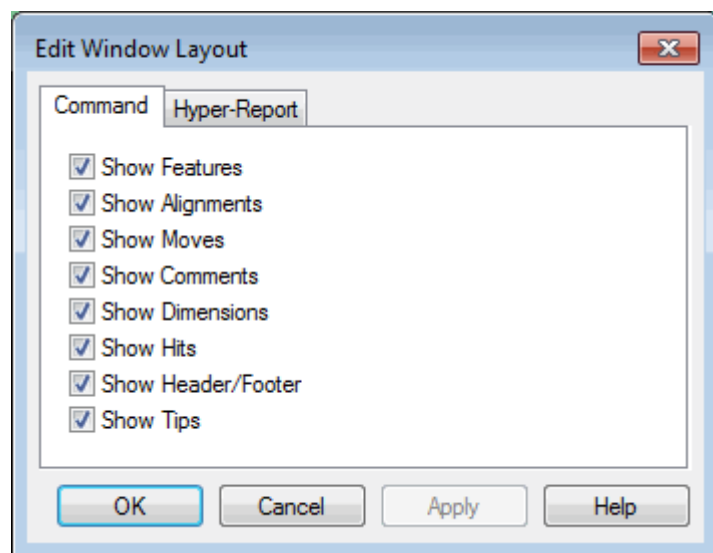 Edit Window Layout
Command Hyper-Report
Show Features
Show Alignments
Show Moves
Show Comments
Show Dimensions
Show Hits
Show Header/Footer
Show Tips
OK Cancel Apply Help